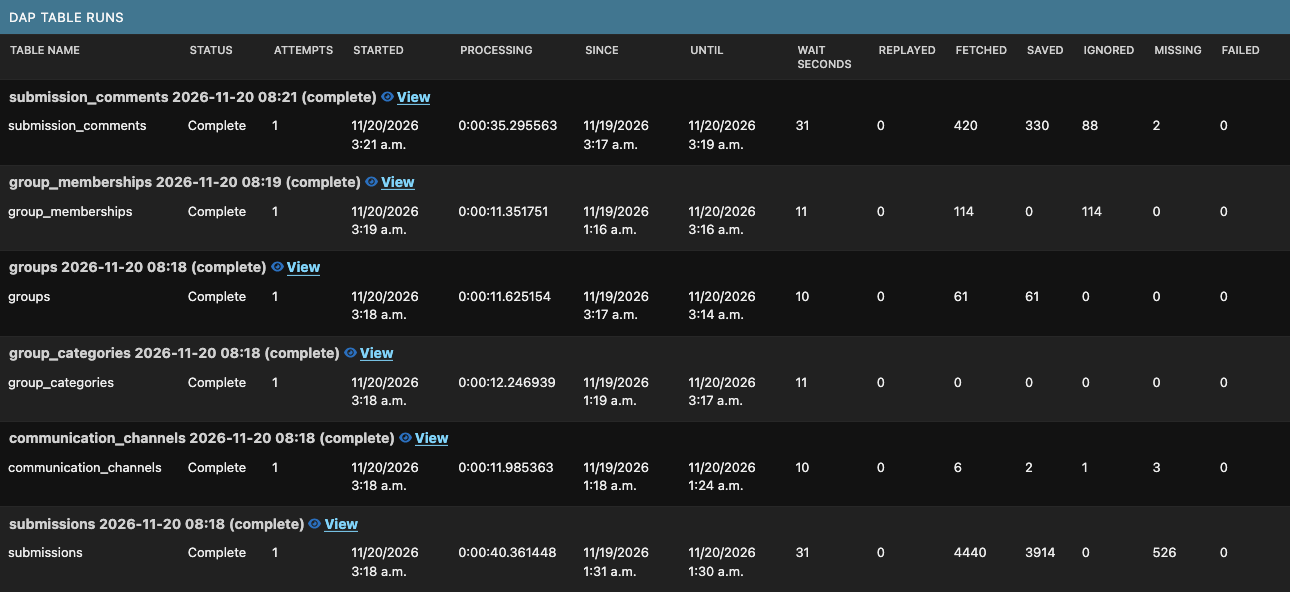 DAP TABLE RUNS
TABLE NAME STATUS ATTEMPTS STARTED PROCESSING SINCE UNTIL WAIT SECONDS REPLAYED FETCHED SAVED IGNORED MISSING FAILED
submission_comments 2026-11-20 08:21 (complete) View
submission_comments Complete 1 11/20/2026 0:00:35.295563 11/19/2026 11/20/2026 31 0 420 330 88 2 0
3:21 a.m. 3:17 a.m. 3:19 a.m.
group_memberships 2026-11-20 08:19 (complete) View
group_memberships Complete 1 11/20/2026 0:00:11.351751 11/19/2026 11/20/2026 11 0 114 0 114 0 0
3:19 a.m. 1:16 a.m. 3:16 a.m.
groups 2026-11-20 08:18 (complete) View
groups Complete 1 11/20/2026 0:00:11.625154 11/19/2026 11/20/2026 10 0 61 61 0 0 0
3:18 a.m. 3:17 a.m. 3:14 a.m.
group_categories 2026-11-20 08:18 (complete) View
group_categories Complete 1 11/20/2026 0:00:12.246939 11/19/2026 11/20/2026 11 0 0 0 0 0 0
3:18 a.m. 1:19 a.m. 3:17 a.m.
communication_channels 2026-11-20 08:18 (complete) View
communication_channels Complete 1 11/20/2026 0:00:11.985363 11/19/2026 11/20/2026 10 0 6 2 1 3 0
3:18 a.m. 1:18 a.m. 1:24 a.m.
submissions 2026-11-20 08:18 (complete) View
submissions Complete 1 11/20/2026 0:00:40.361448 11/19/2026 11/20/2026 31 0 4440 3914 0 526 0
3:18 a.m. 1:31 a.m. 1:30 a.m.